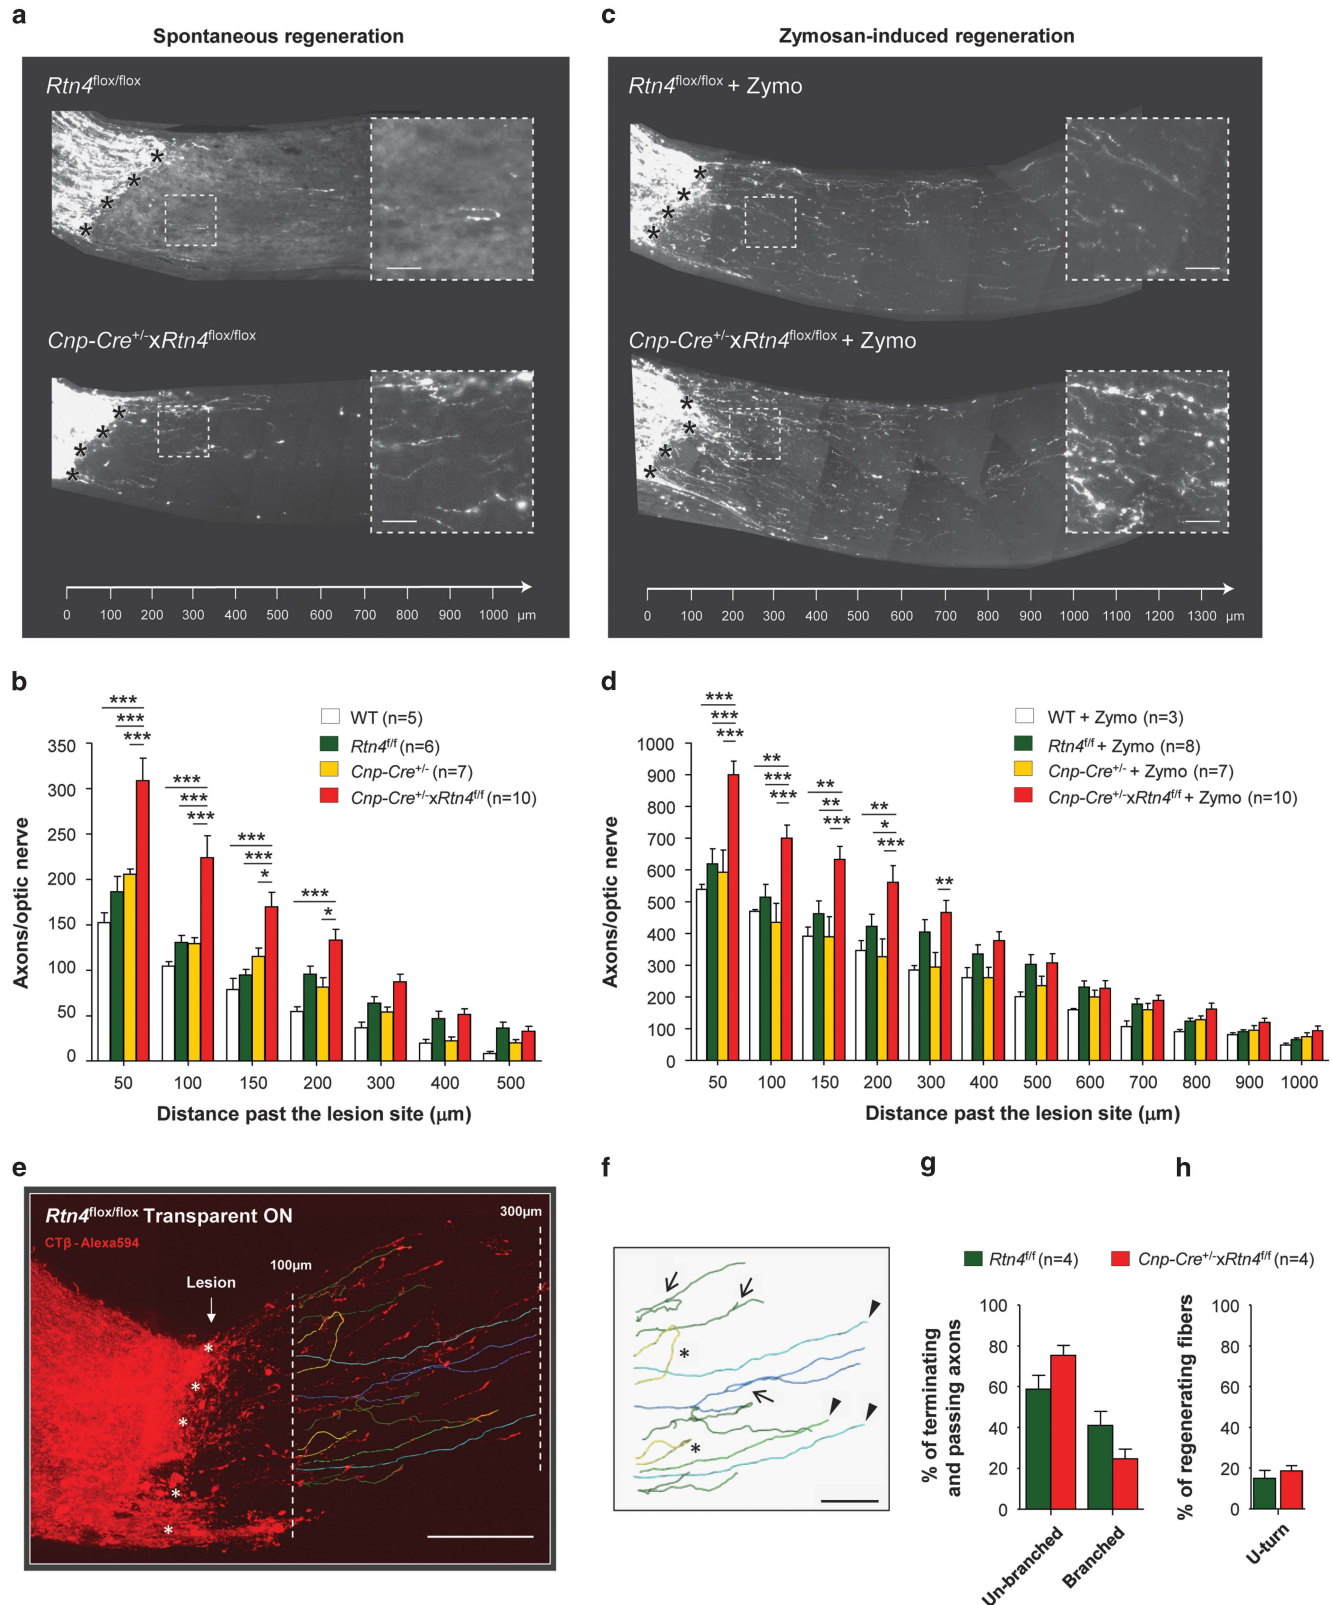 a
Spontaneous regeneration
Rtn4flox/flox
* * * *
Cnp-Cre+/-xRtn4flox/flox
* * * *
0 100 200 300 400 500 600 700 800 900 1000 µm
c
Zymosan-induced regeneration
Rtn4flox/flox + Zymo
* * * *
Cnp-Cre+/-xRtn4flox/flox + Zymo
* * * *
0 100 200 300 400 500 600 700 800 900 1000 1100 1200 1300 µm
b
Axons/optic nerve
350
300
250
200
150
100
50
0
***
***
***
***
***
***
***
***
*
***
*
WT (n=5)
Rtn4f/f (n=6)
Cnp-Cre+/- (n=7)
Cnp-Cre+/-xRtn4f/f (n=10)
50 100 150 200 300 400 500
Distance past the lesion site (µm)
d
Axons/optic nerve
1000
900
800
700
600
500
400
300
200
100
0
***
***
***
**
***
***
**
**
***
**
*
***
**
WT + Zymo (n=3)
Rtn4f/f + Zymo (n=8)
Cnp-Cre+/- + Zymo (n=7)
Cnp-Cre+/-xRtn4f/f + Zymo (n=10)
50 100 150 200 300 400 500 600 700 800 900 1000
Distance past the lesion site (µm)
e
Rtn4flox/flox Transparent ON
CTβ-Alexa594
Lesion
100µm
300µm
* * * * *
f
*
*
g
Rtn4f/f (n=4)
Cnp-Cre+/-xRtn4f/f (n=4)
% of terminating
and passing axons
100
80
60
40
20
0
Un-branched
Branched
h
% of regenerating fibers
100
80
60
40
20
0
U-turn